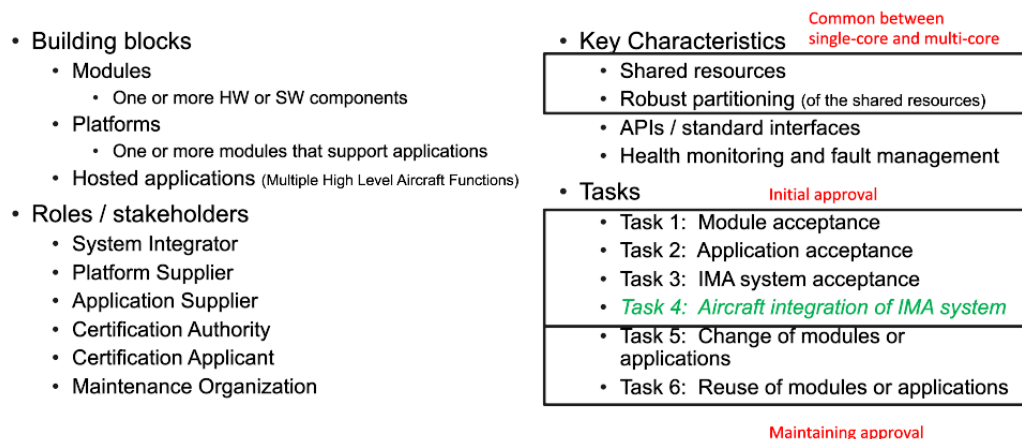 • Building blocks
• Modules
• One or more HW or SW components
• Platforms
• One or more modules that support applications
• Hosted applications (Multiple High Level Aircraft Functions)
• Roles / stakeholders
• System Integrator
• Platform Supplier
• Application Supplier
• Certification Authority
• Certification Applicant
• Maintenance Organization
Common between
single-core and multi-core
• Key Characteristics
• Shared resources
• Robust partitioning (of the shared resources)
• APIs / standard interfaces
• Health monitoring and fault management
• Tasks
Initial approval
• Task 1: Module acceptance
• Task 2: Application acceptance
• Task 3: IMA system acceptance
• Task 4: Aircraft integration of IMA system
• Task 5: Change of modules or
applications
• Task 6: Reuse of modules or applications
Maintaining approval